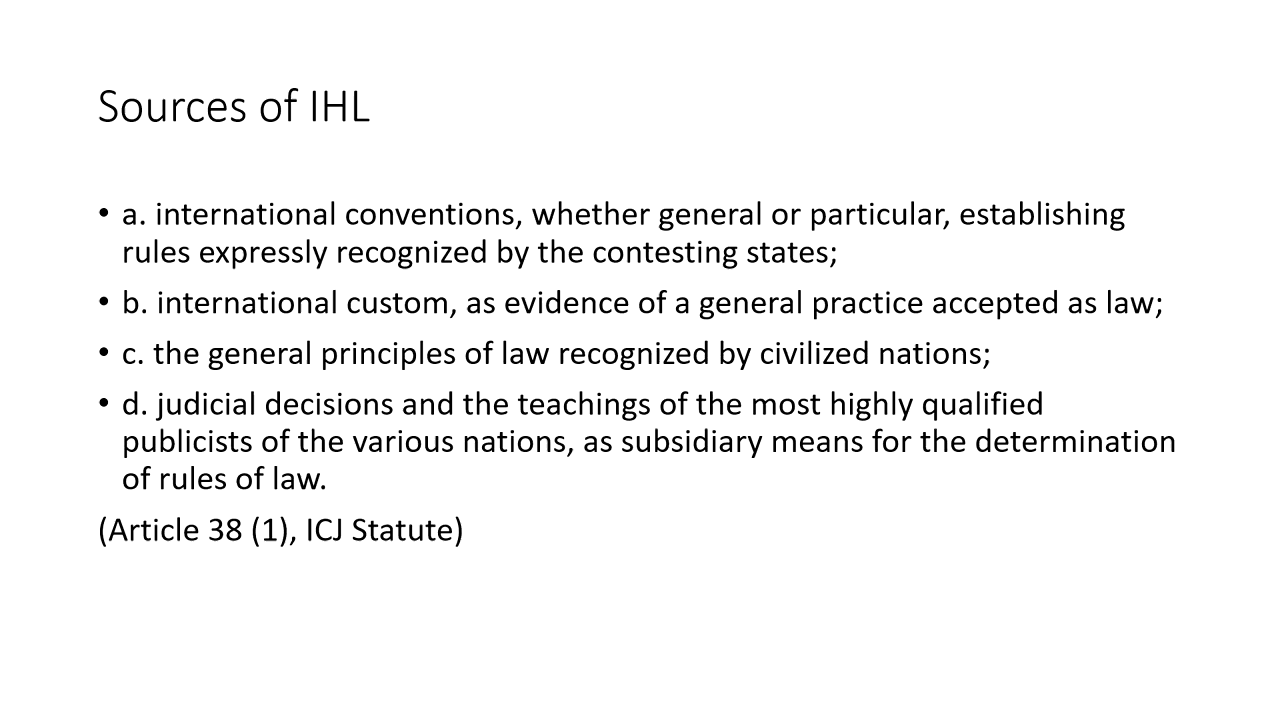 Sources of IHL
• a. international conventions, whether general or particular, establishing
rules expressly recognized by the contesting states;
• b. international custom, as evidence of a general practice accepted as law;
• c. the general principles of law recognized by civilized nations;
• d. judicial decisions and the teachings of the most highly qualified
publicists of the various nations, as subsidiary means for the determination
of rules of law.
(Article 38 (1), ICJ Statute)